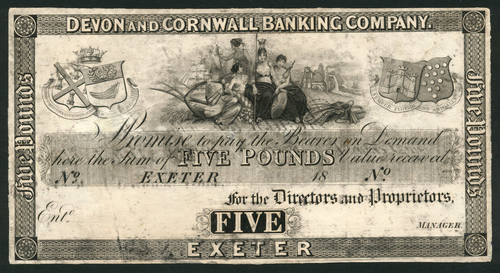 DEVON AND CORNWALL BANKING COMPANY.
Five Pounds
Five Pounds
Promise to pay the Bearer on Demand
here the Sum of FIVE POUNDS Value received
No. EXETER 18 No
For the Directors and Proprietors,
Entd.
FIVE
MANAGER
EXETER